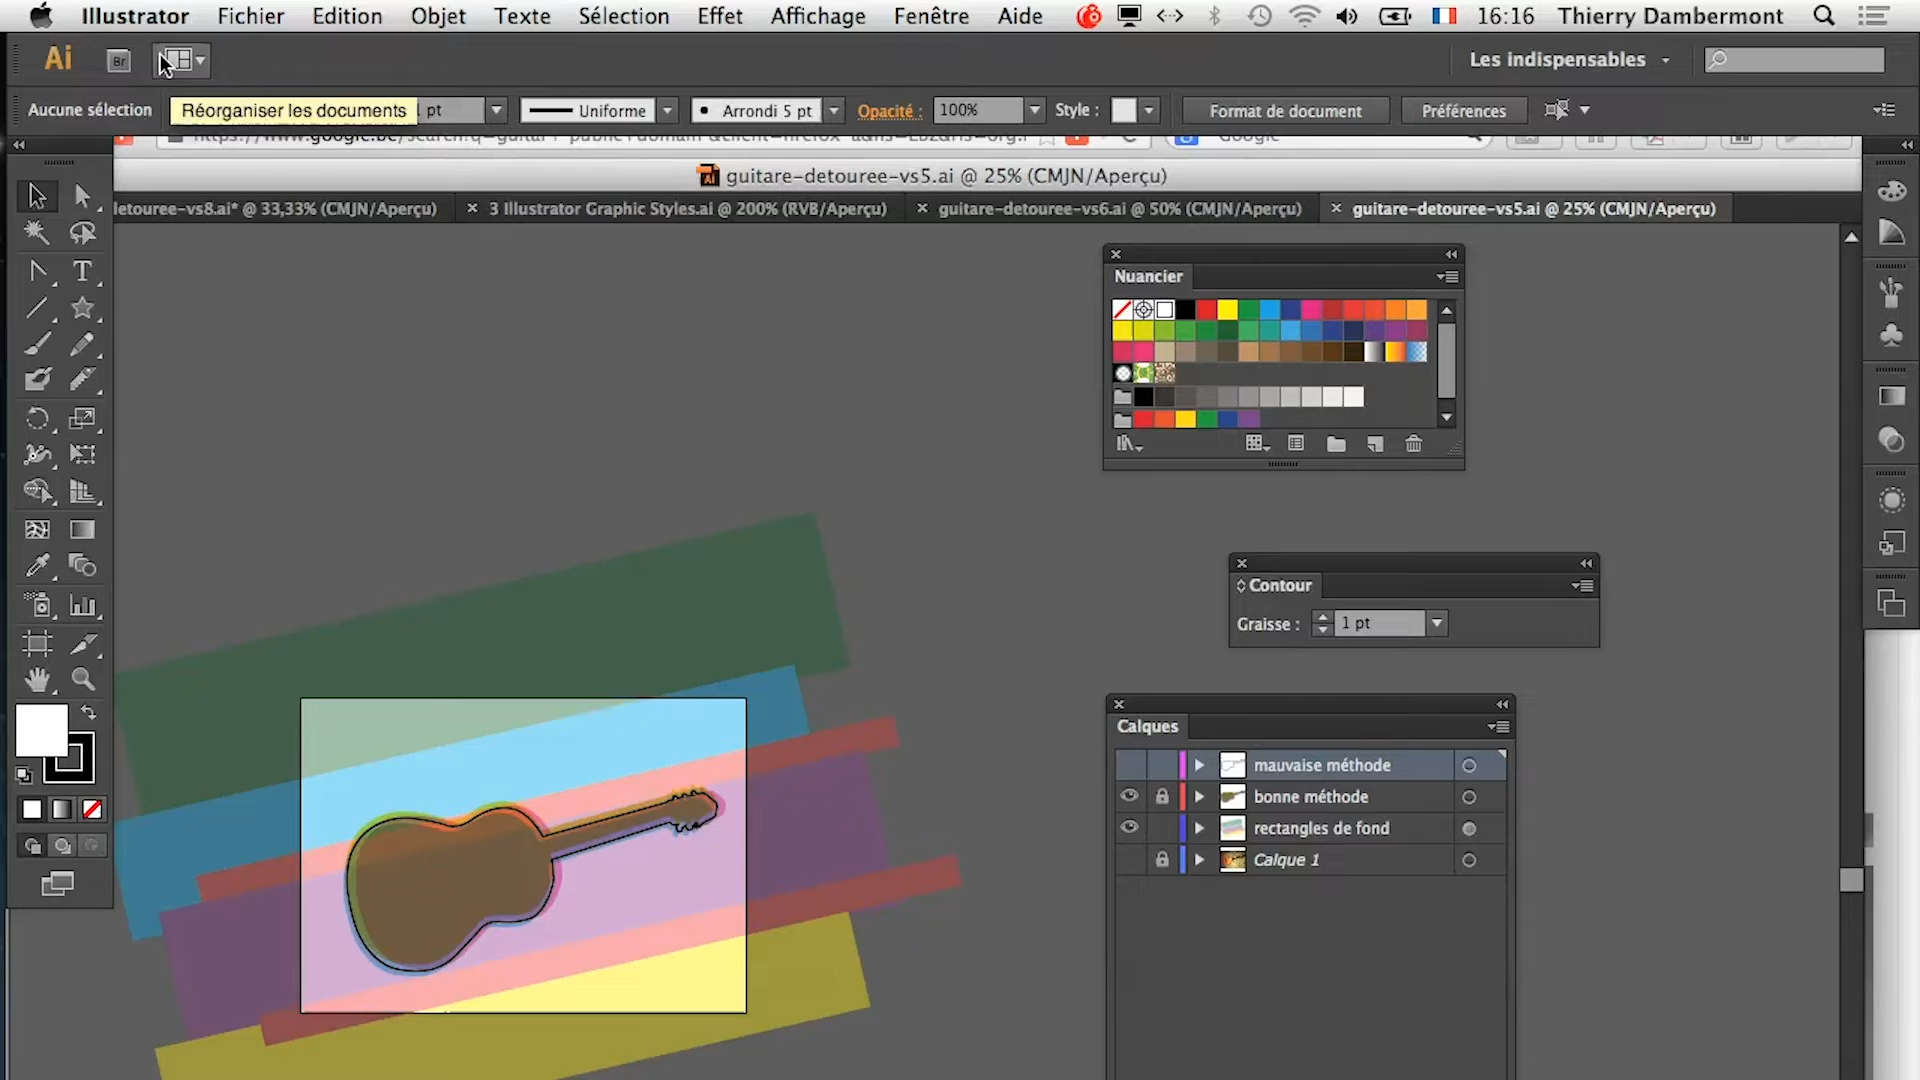 Illustrator Fichier Edition Objet Texte Sélection Effet Affichage Fenêtre Aide 16:16 Thierry Dambermont
Ai Br Les indispensables
Aucune sélection Réorganiser les documents 1 pt Uniforme Arrondi 5 pt Opacité : 100% Style : Format de document Préférences
Google
guitare-detouree-vs5.ai @ 25% (CMJN/Aperçu)
letouree-vs8.ai* @ 33,33% (CMJN/Aperçu) 3 Illustrator Graphic Styles.ai @ 200% (RVB/Aperçu) guitare-detouree-vs6.ai @ 50% (CMJN/Aperçu) guitare-detouree-vs5.ai @ 25% (CMJN/Aperçu)
Nuancier
Contour
Graisse : 1 pt
Calques
mauvaise méthode
bonne méthode
rectangles de fond
Calque 1